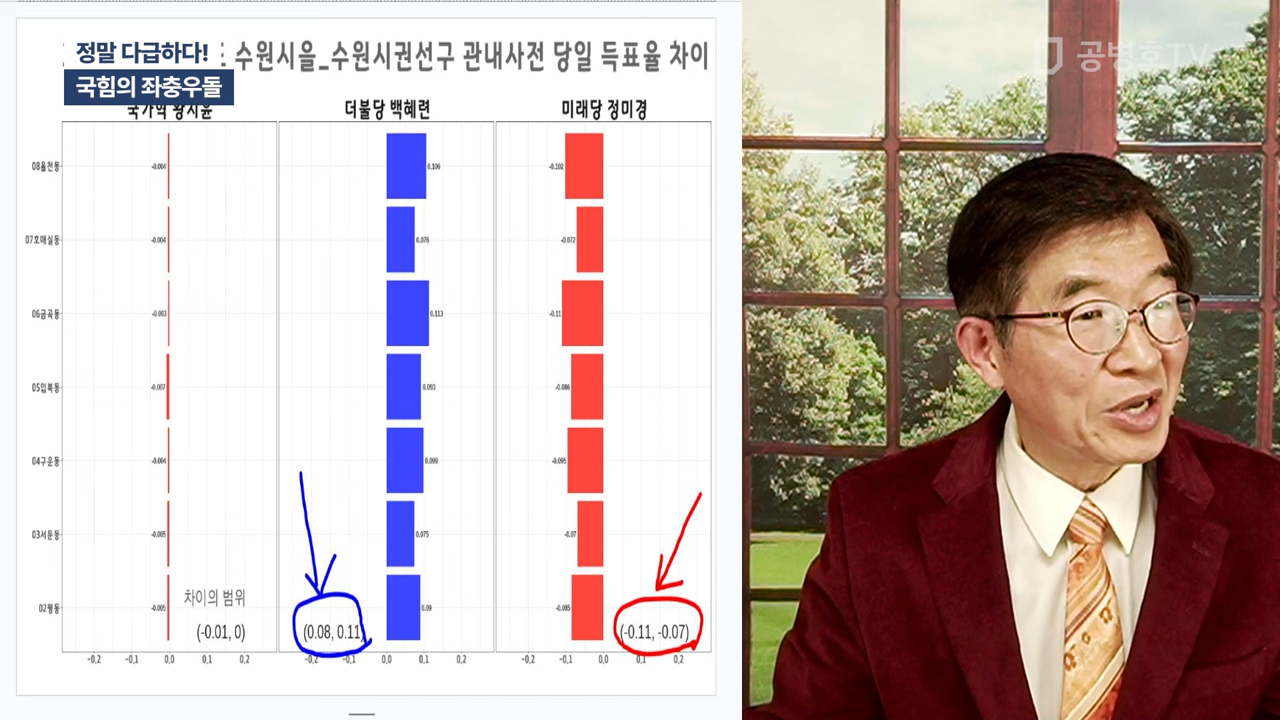 정말 다급하다!
국힘의 좌충우돌
수원시을_수원시권선구 관내사전 당일 득표율 차이
공병호TV
더불당 백혜련
미래당 정미경
08율천동
-0.004
0.106
-0.102
07호매실동
-0.004
0.076
-0.072
06금곡동
-0.003
0.113
-0.11
05입북동
-0.007
0.093
-0.086
04구운동
-0.004
0.099
-0.095
03서둔동
-0.005
0.075
-0.07
02평동
-0.005
0.09
-0.085
차이의 범위
(-0.01, 0)
(0.08, 0.11)
(-0.11, -0.07)
-0,2 -0,1 0,0 0,1 0,2
-0,2 -0,1 0,0 0,1 0,2
-0,2 -0,1 0,0 0,1 0,2